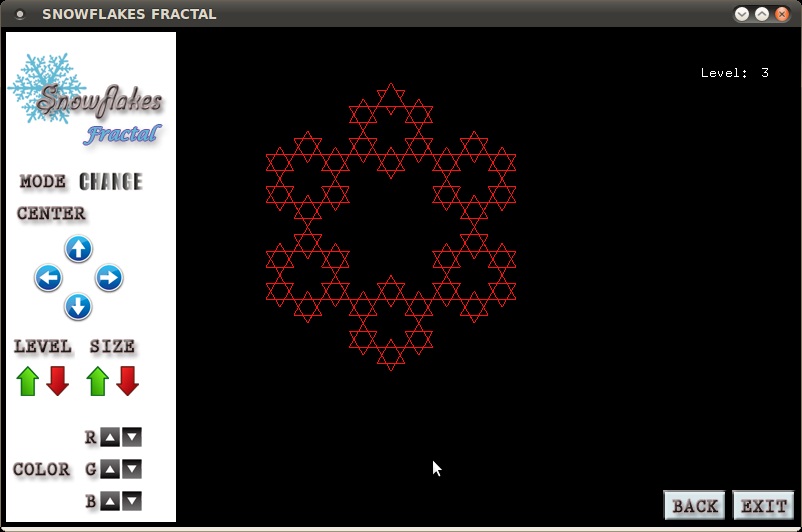 SNOWFLAKES FRACTAL
Level: 3
Snowflakes
Fractal
MODE CHANGE
CENTER
LEVEL SIZE
R
COLOR G
B
BACK EXIT